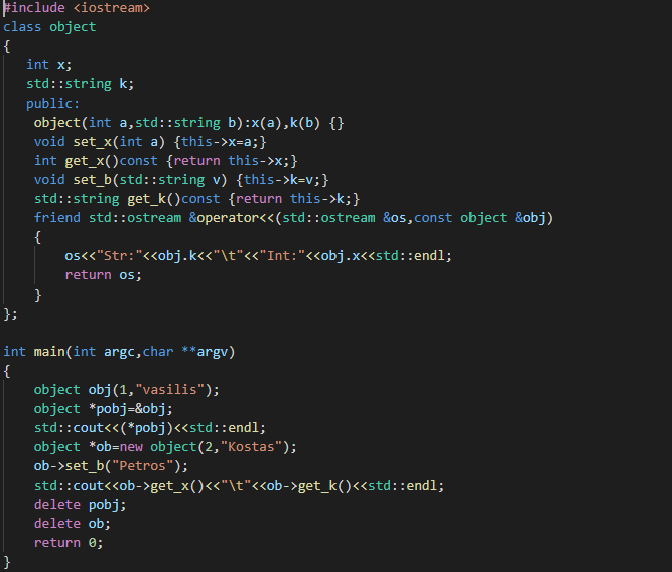 #include <iostream>
class object
{
int x;
std::string k;
public:
object(int a,std::string b):x(a),k(b) {}
void set_x(int a) {this->x=a;}
int get_x()const {return this->x;}
void set_b(std::string v) {this->k=v;}
std::string get_k()const {return this->k;}
friend std::ostream &operator<<(std::ostream &os,const object &obj)
{
os<<"Str:"<<obj.k<<"\t"<<"Int:"<<obj.x<<std::endl;
return os;
}
};
int main(int argc,char **argv)
{
object obj(1,"vasilis");
object *pobj=&obj;
std::cout<<(*pobj)<<std::endl;
object *ob=new object(2,"Kostas");
ob->set_b("Petros");
std::cout<<ob->get_x()<<"\t"<<ob->get_k()<<std::endl;
delete pobj;
delete ob;
return 0;
}